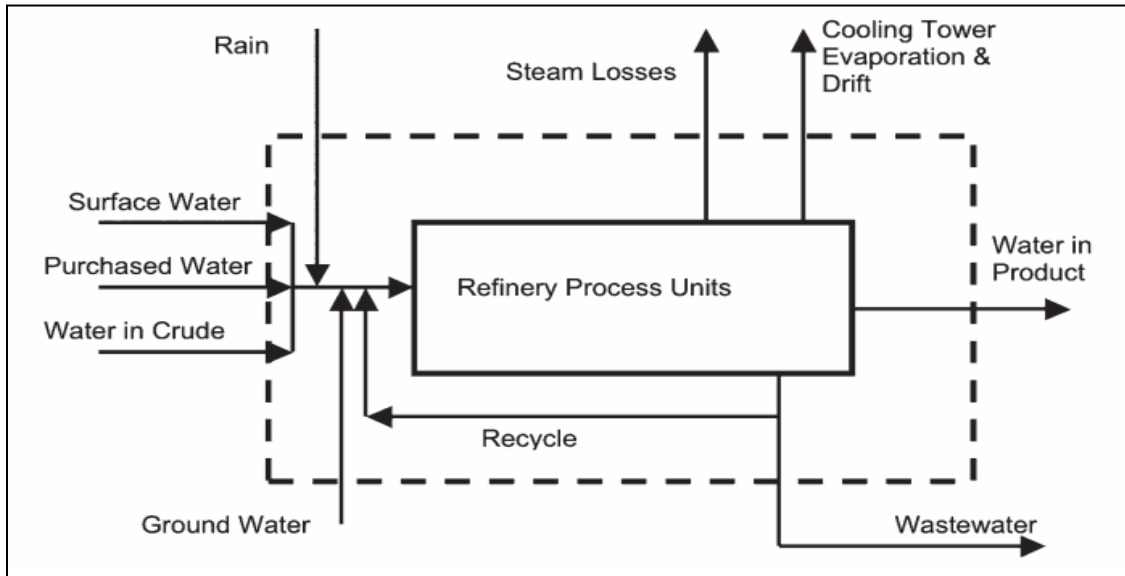 Rain
Steam Losses
Cooling Tower
Evaporation &
Drift
Surface Water
Purchased Water
Water in Crude
Refinery Process Units
Water in
Product
Recycle
Ground Water
Wastewater